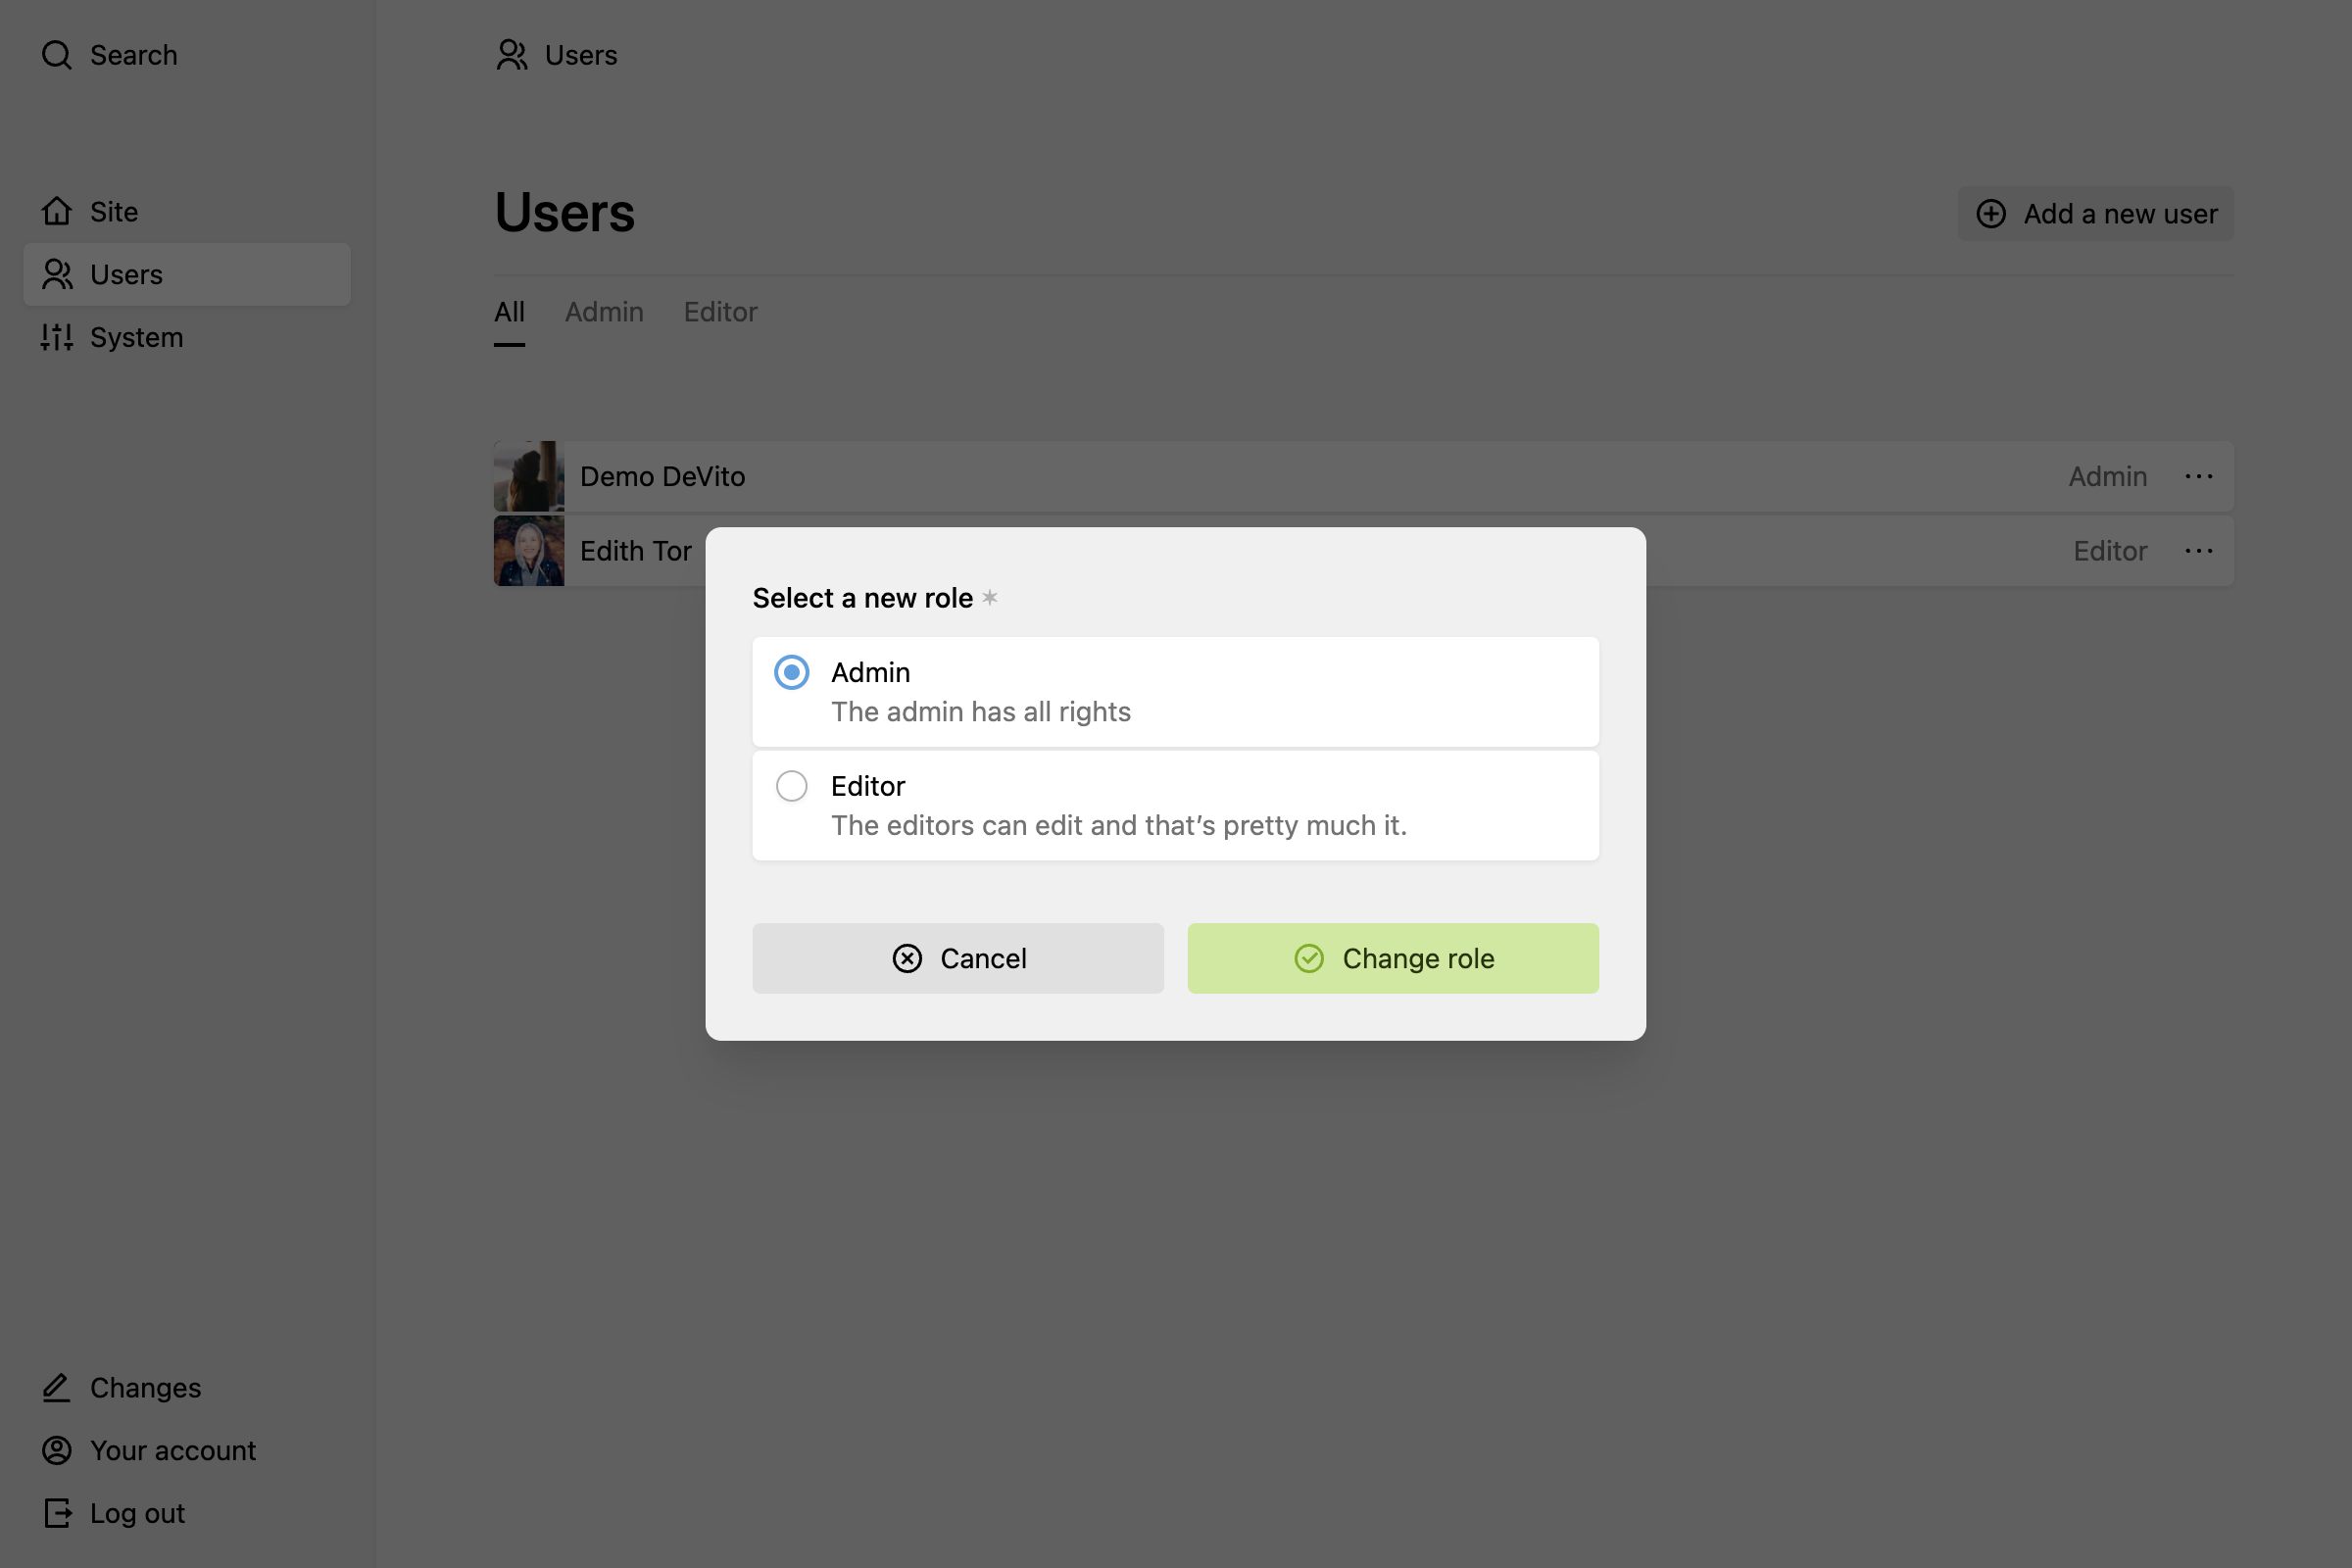 Search
Site
Users
System
Changes
Your account
Log out
Users
Users
Add a new user
All Admin Editor
Demo DeVito Admin
Edith Tor Editor
Select a new role *
Admin
The admin has all rights
Editor
The editors can edit and that’s pretty much it.
Cancel
Change role